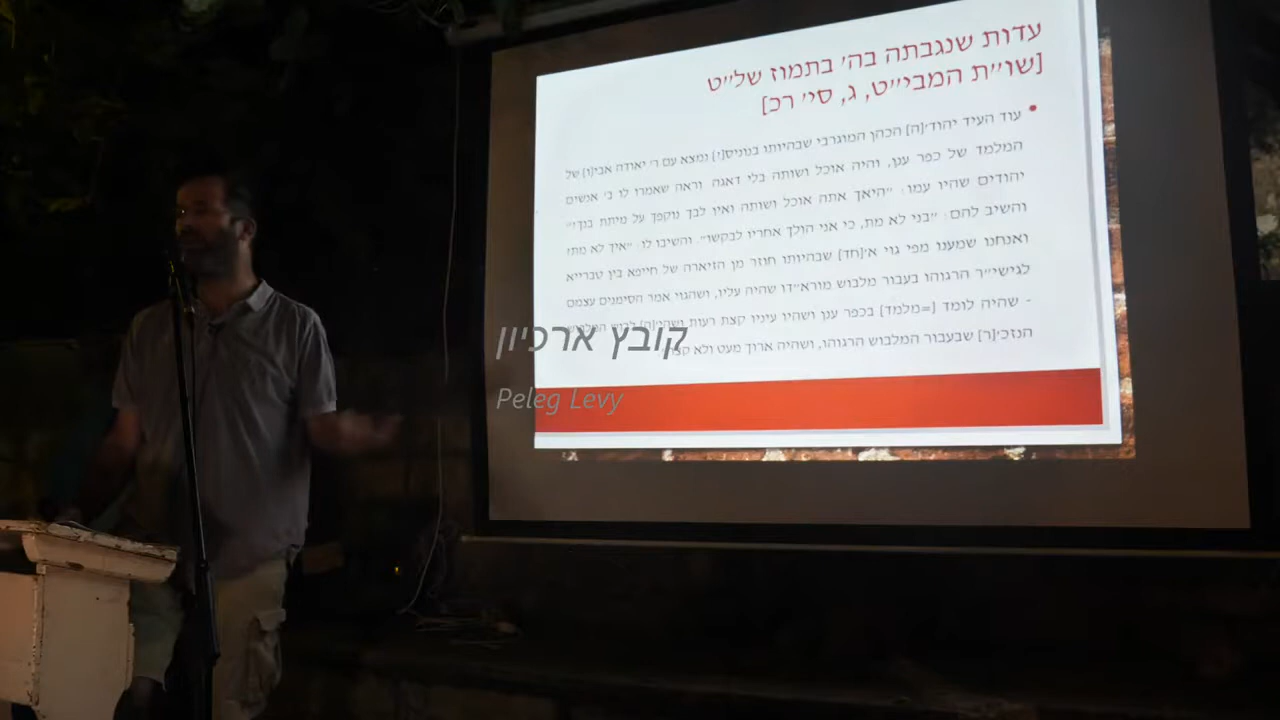 עדות שנגבתה בה׳ בתמוז של״ט
[שו״ת המבי״ט, ג, סי׳ רכ]
• עוד העיד יהוד׳[ה] הכהן המוגרבי שבהיותו בנוניס[ו] ומצא עם ר׳ יאודה אבי[ו] של
המלמד של כפר ענן, והיה אוכל ושותה בלי דאגה וראה שאמרו לו ב׳ אנשים
יהודים שהיו עמו: ״היאך אתה אוכל ושותה ואין לבך נוקפך על מיתת בנך?״
והשיב להם: ״בני לא מת, כי אני הולך אחריו לבקשו״. והשיבו לו: ״איך לא מת?
ואנחנו שמענו מפי גוי א׳[חד] שבהיותו חוזר מן הזיארה של חייפא בין טברייא
לגישי״ך הרגוהו בעבור מלבוש מורא״דו שהיה עליו, ושהגוי אמר הסימנים עצמם
- שהיה לומד [=מלמד] בכפר ענן ושהיו עיניו קצת רעות
הנזכ׳[ר] שבעבור המלבוש הרגוהו, ושהיה ארוך מעט ולא
קובץ ארכיון
Peleg Levy